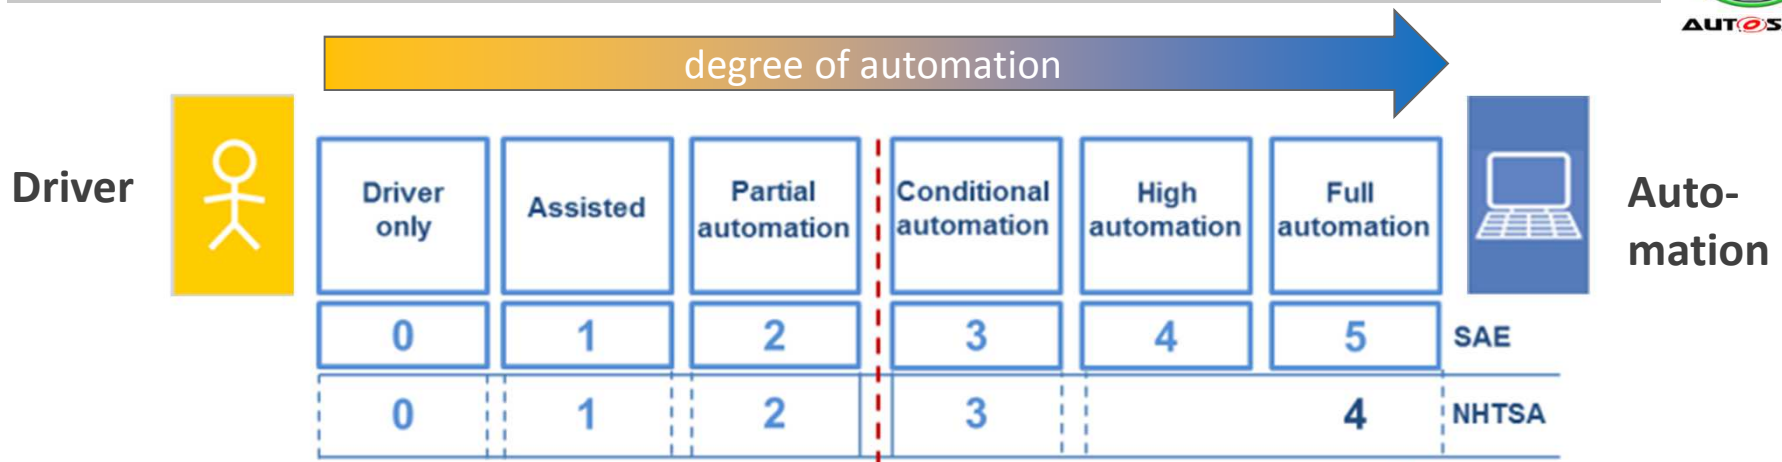 AUTOS
degree of automation
Driver
Driver
only
Assisted
Partial
automation
Conditional
automation
High
automation
Full
automation
Auto-
mation
0 1 2 3 4 5 SAE
0 1 2 3 4 NHTSA